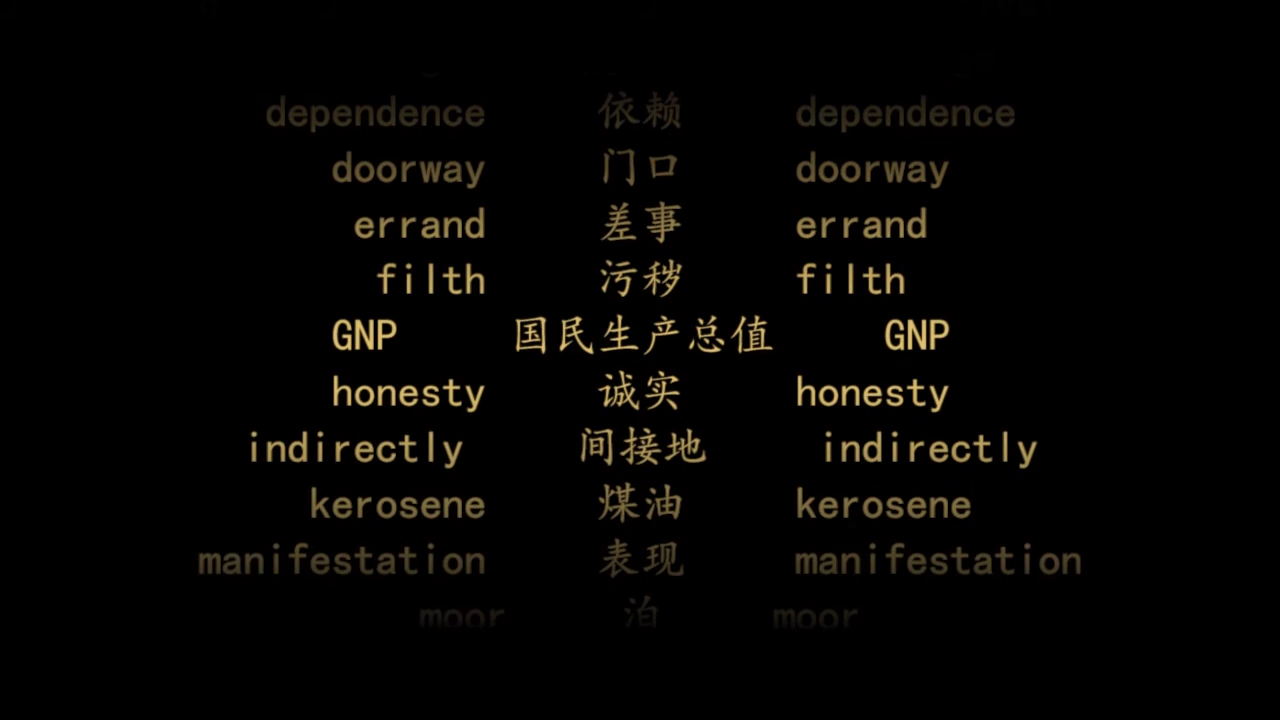 dependence 依赖 dependence
doorway 门口 doorway
errand 差事 errand
filth 污秽 filth
GNP 国民生产总值 GNP
honesty 诚实 honesty
indirectly 间接地 indirectly
kerosene 煤油 kerosene
manifestation 表现 manifestation
moor 泊 moor